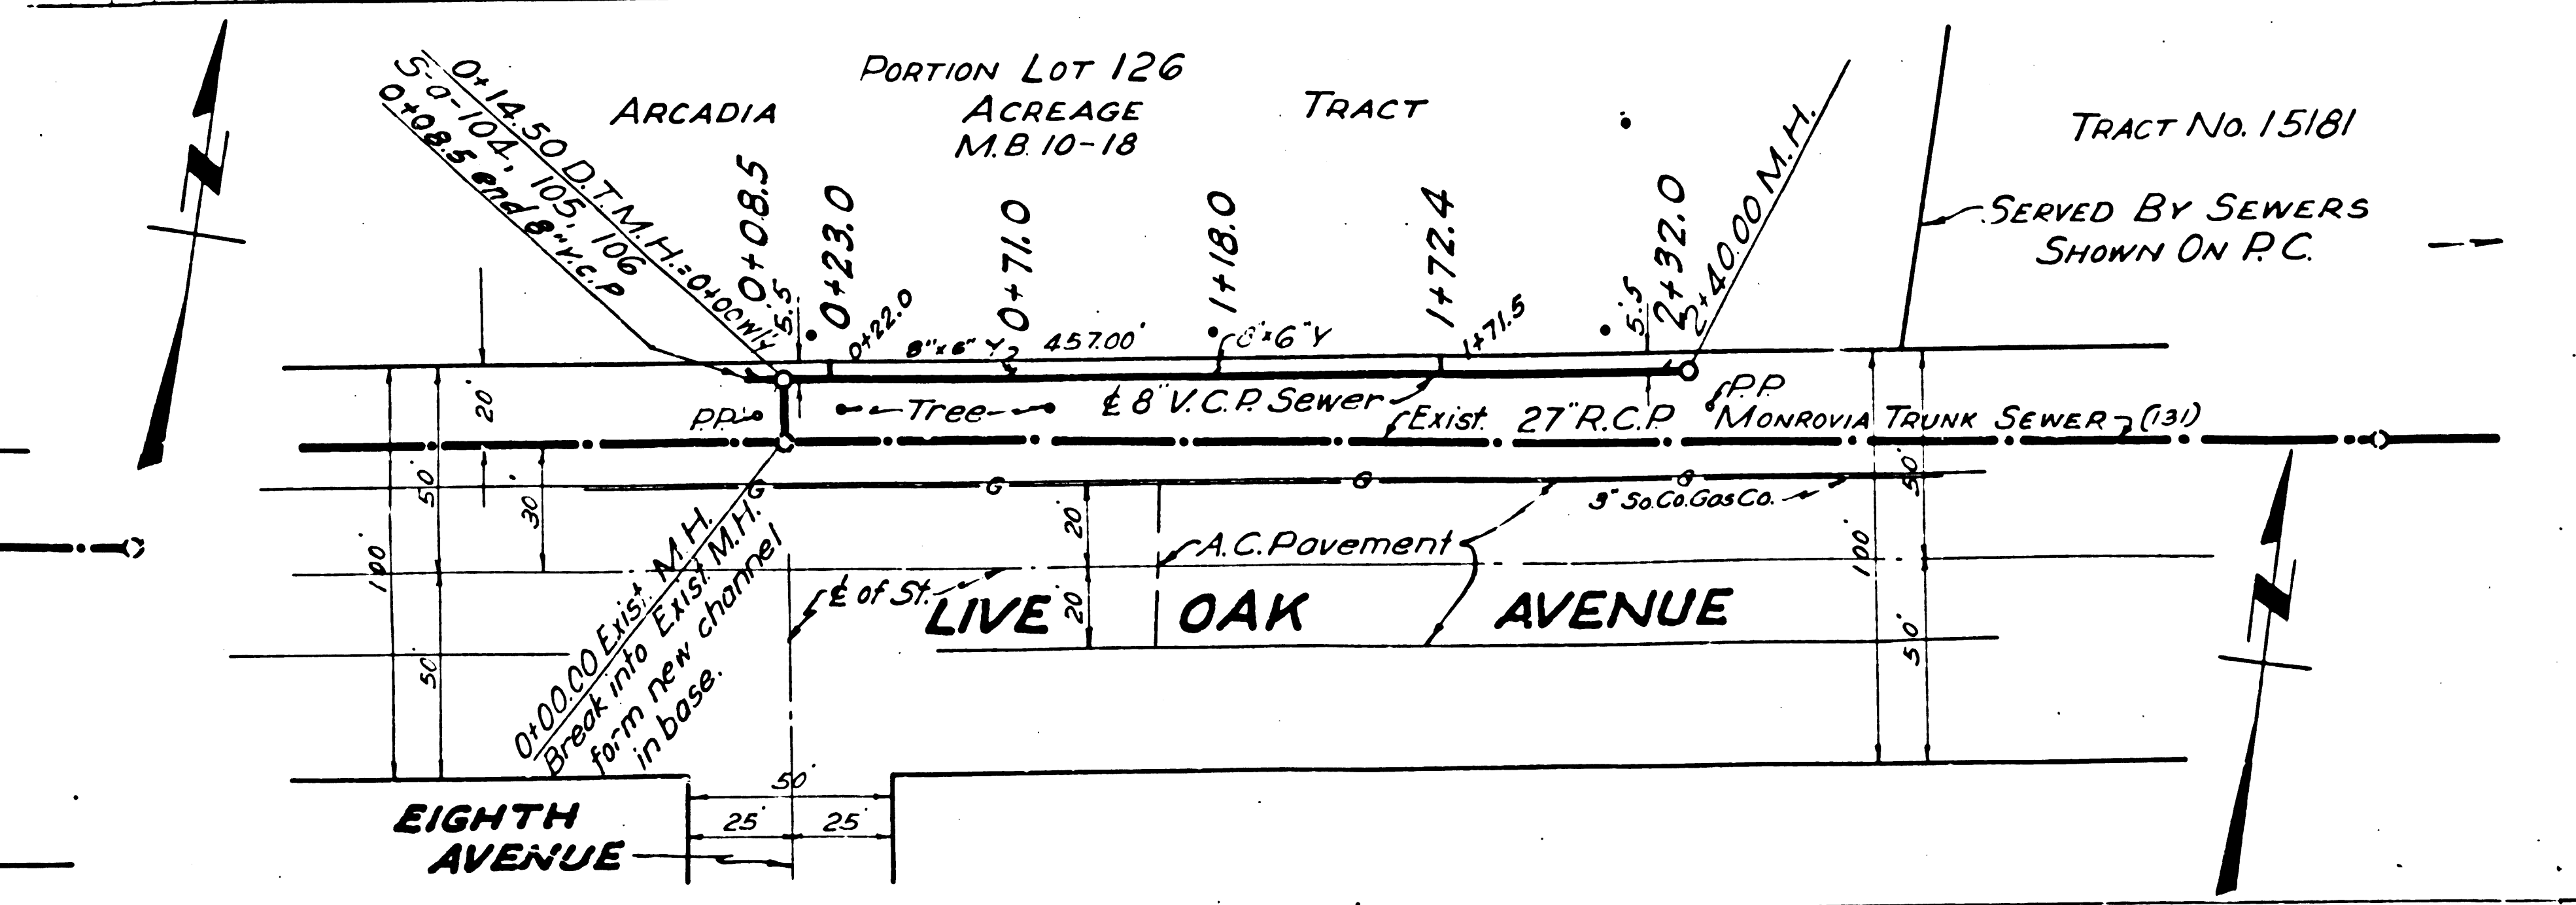 PORTION LOT 126
ARCADIA ACREAGE TRACT
M.B. 10-18
TRACT NO. 15181
SERVED BY SEWERS
SHOWN ON P.C.
0+14.50 D.T.M.H.=0+00 W'ly
S-a-104, 105, 106
0+08.5 end 8" V.C.P
0+08.5
0+23.0
0+71.0
1+18.0
1+72.4
2+32.0
2+40.00 M.H.
5.5
0+22.0
8"x6" Y
457.00'
8"x6" Y
1+71.5
5.5
20'
P.P.
Tree
℄ 8" V.C.P. Sewer
P.P.
Exist. 27" R.C.P. MONROVIA TRUNK SEWER (131)
50'
30'
G
G
G
G
3" So.Co.Gas Co.
50'
100'
20'
A.C. Pavement
100'
℄ of St.
20'
LIVE OAK AVENUE
50'
50'
0+00.00 Exist. M.H.
Break into Exist. M.H.
form new channel
in base.
50'
25' 25'
EIGHTH
AVENUE